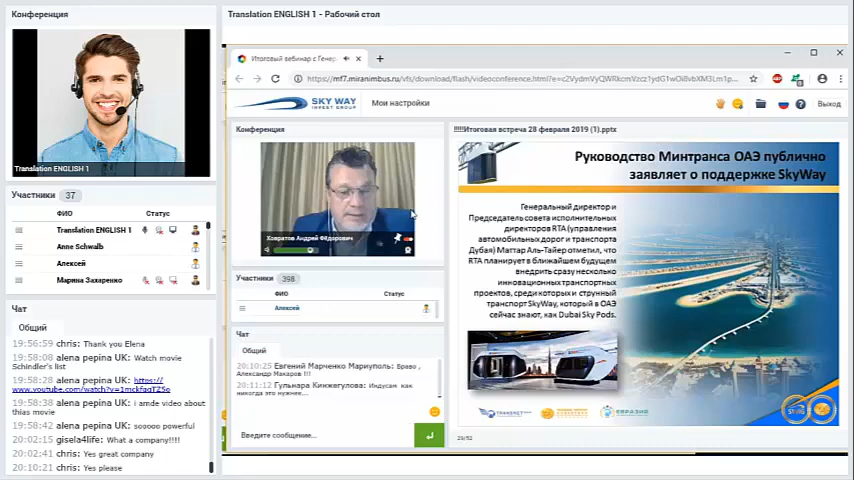 Конференция
Translation ENGLISH 1 - Рабочий стол
Translation ENGLISH 1
Участники 37
ФИО Статус
Translation ENGLISH 1
Anne Schwalb
Алексей
Марина Захаренко
Чат
Общий
19:56:59 chris: Thank you Elena
19:58:08 alena pepina UK: Watch movie
Schindler's list
19:58:28 alena pepina UK: https://
19:58:38 alena pepina UK: i amde video about
thias movie
19:58:42 alena pepina UK: sooooo powerful
20:02:15 gisela4life: What a company!!!!
20:02:41 chris: Yes great company
20:10:21 chris: Yes please
Итоговый вебинар с Генер
SKY WAY
INVEST GROUP
Мои настройки
Выход
Конференция
Ховратов Андрей Фёдорович
Участники 398
ФИО Статус
Алексей
Чат
Общий
20:10:25 Евгений Марченко Мариуполь: Браво ,
Александр Макаров !!!
20:11:12 Гульнара Кинжегулова: Индусам как
никогда это нужнее..
Введите сообщение...
!!!!Итоговая встреча 28 февраля 2019 (1).pptx
Руководство Минтранса ОАЭ публично
заявляет о поддержке SkyWay
Генеральный директор и
Председатель совета исполнительных
директоров RTA (управления
автомобильных дорог и транспорта
Дубая) Маттар Аль-Тайер отметил, что
RTA планирует в ближайшем будущем
внедрить сразу несколько
инновационных транспортных
проектов, среди которых и струнный
транспорт SkyWay, который в ОАЭ
сейчас знают, как Dubai Sky Pods.
ЕВРАЗИЯ
29/52